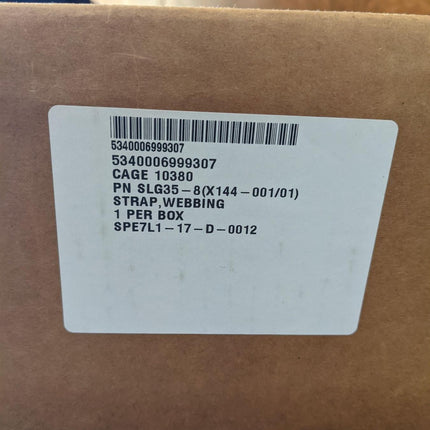 5340006999307
5340006999307
CAGE 10380
PN SLG35-8(X144-001/01)
STRAP,WEBBING
1 PER BOX
SPE7L1-17-D-0012